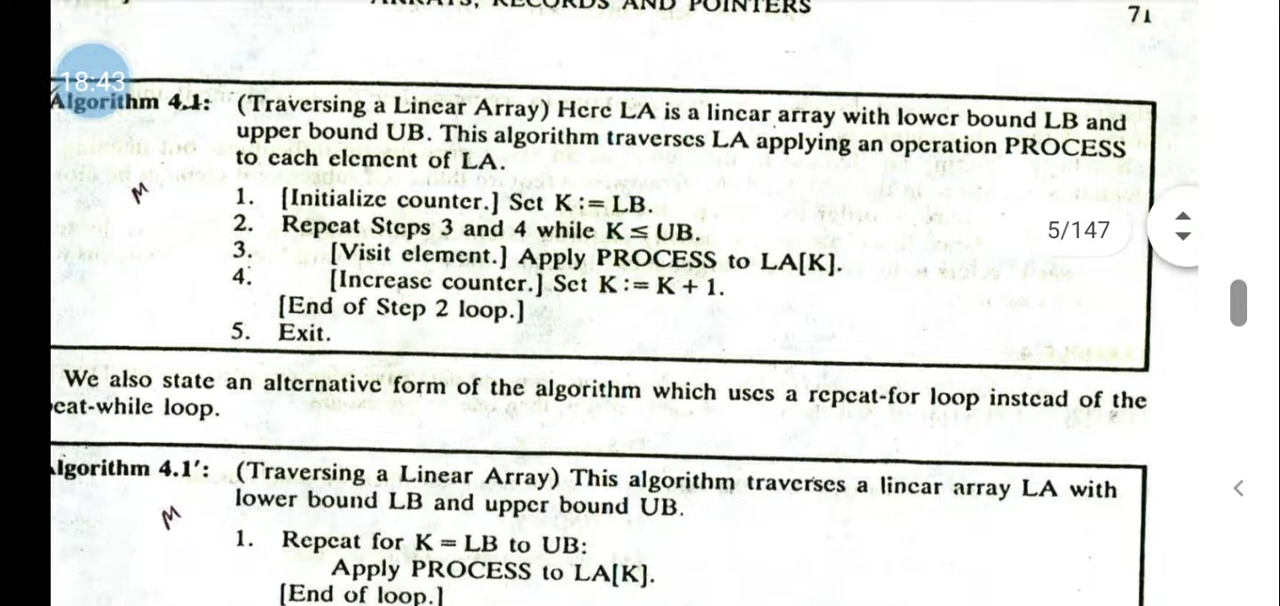 ARRAYS, RECORDS AND POINTERS
71
18:43
Algorithm 4.1: (Traversing a Linear Array) Here LA is a linear array with lower bound LB and
upper bound UB. This algorithm traverses LA applying an operation PROCESS
to each element of LA.
M
1. [Initialize counter.] Set K := LB.
2. Repeat Steps 3 and 4 while K ≤ UB.
5/147
3. [Visit element.] Apply PROCESS to LA[K].
4. [Increase counter.] Set K := K + 1.
[End of Step 2 loop.]
5. Exit.
We also state an alternative form of the algorithm which uses a repeat-for loop instead of the
eat-while loop.
lgorithm 4.1′: (Traversing a Linear Array) This algorithm traverses a linear array LA with
lower bound LB and upper bound UB.
M
1. Repeat for K = LB to UB:
Apply PROCESS to LA[K].
[End of loop.]